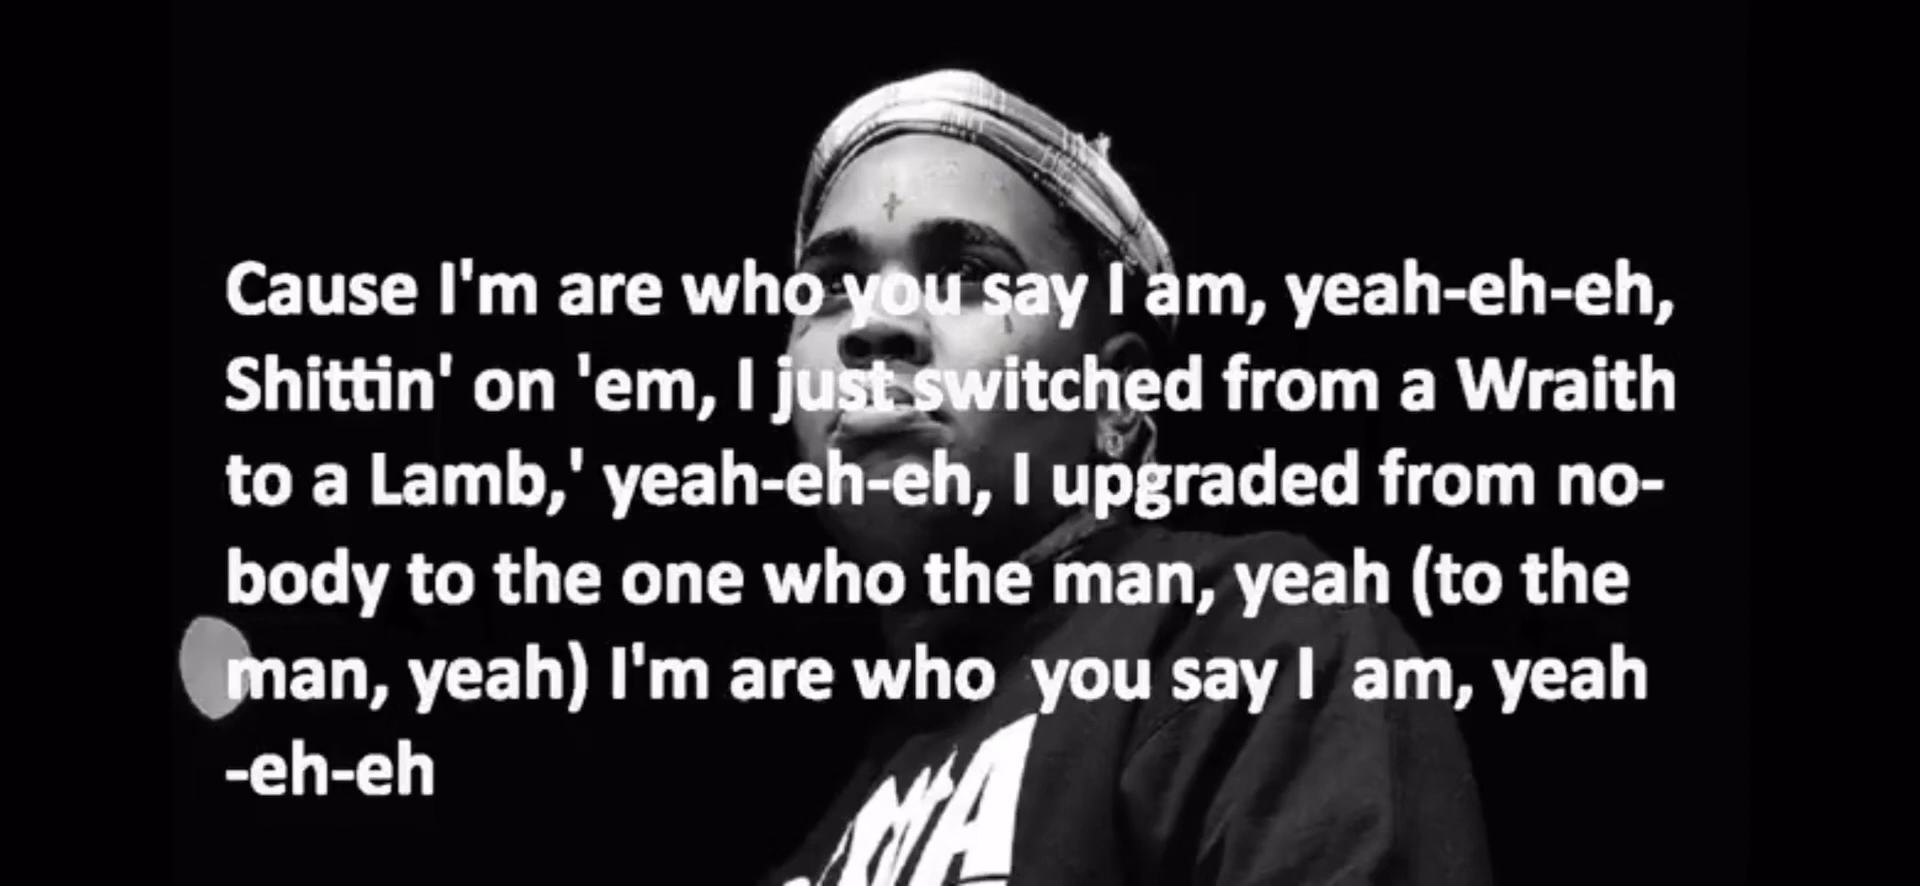 Cause I'm are who you say I am, yeah-eh-eh,
Shittin' on 'em, I just switched from a Wraith
to a Lamb,' yeah-eh-eh, I upgraded from no-
body to the one who the man, yeah (to the
man, yeah) I'm are who you say I am, yeah
-eh-eh